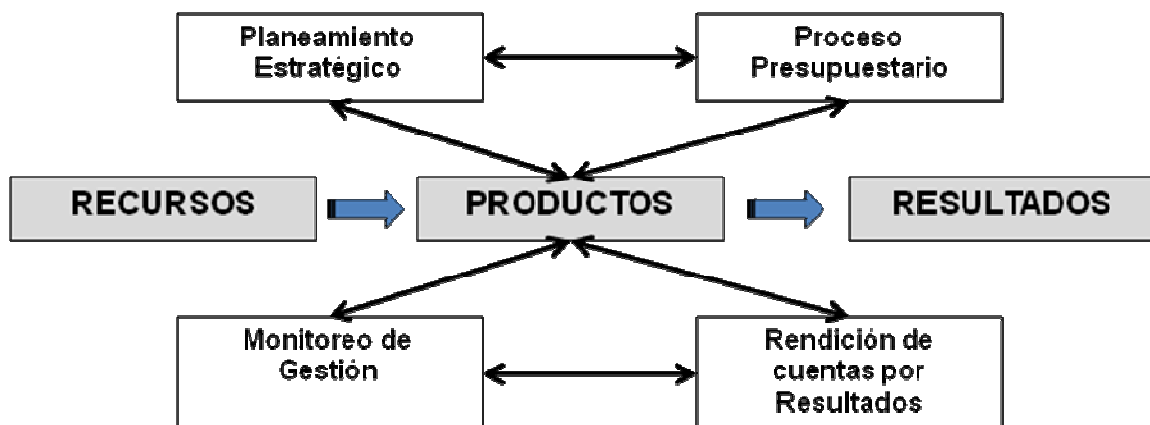 Planeamiento
Estratégico
Proceso
Presupuestario
RECURSOS
PRODUCTOS
RESULTADOS
Monitoreo de
Gestión
Rendición de
cuentas por
Resultados